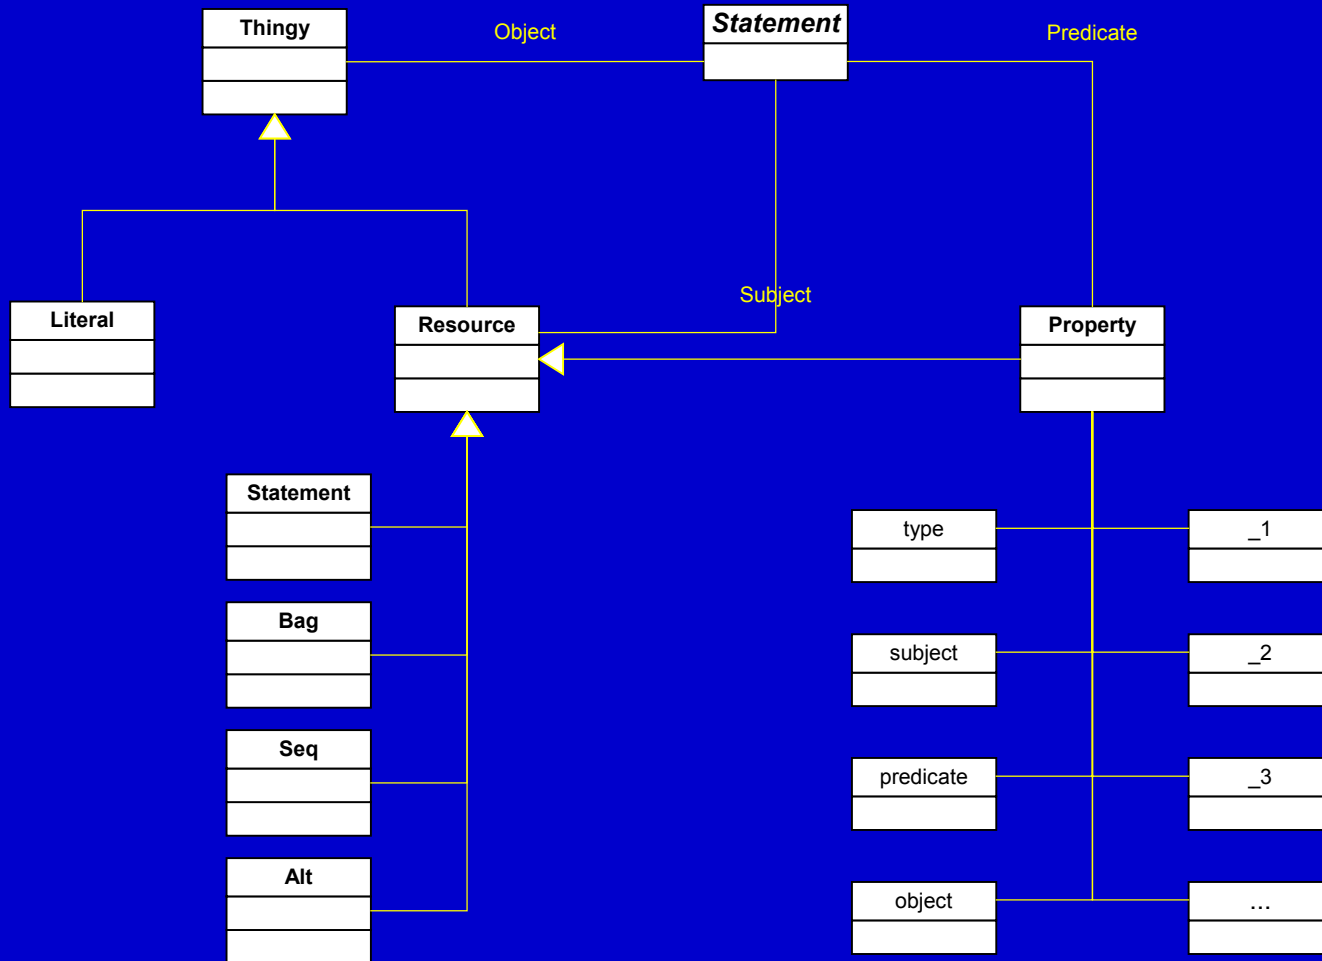 Thingy
Object
Statement
Predicate
Subject
Literal
Resource
Property
Statement
Bag
Seq
Alt
type
_1
subject
_2
predicate
_3
object
...